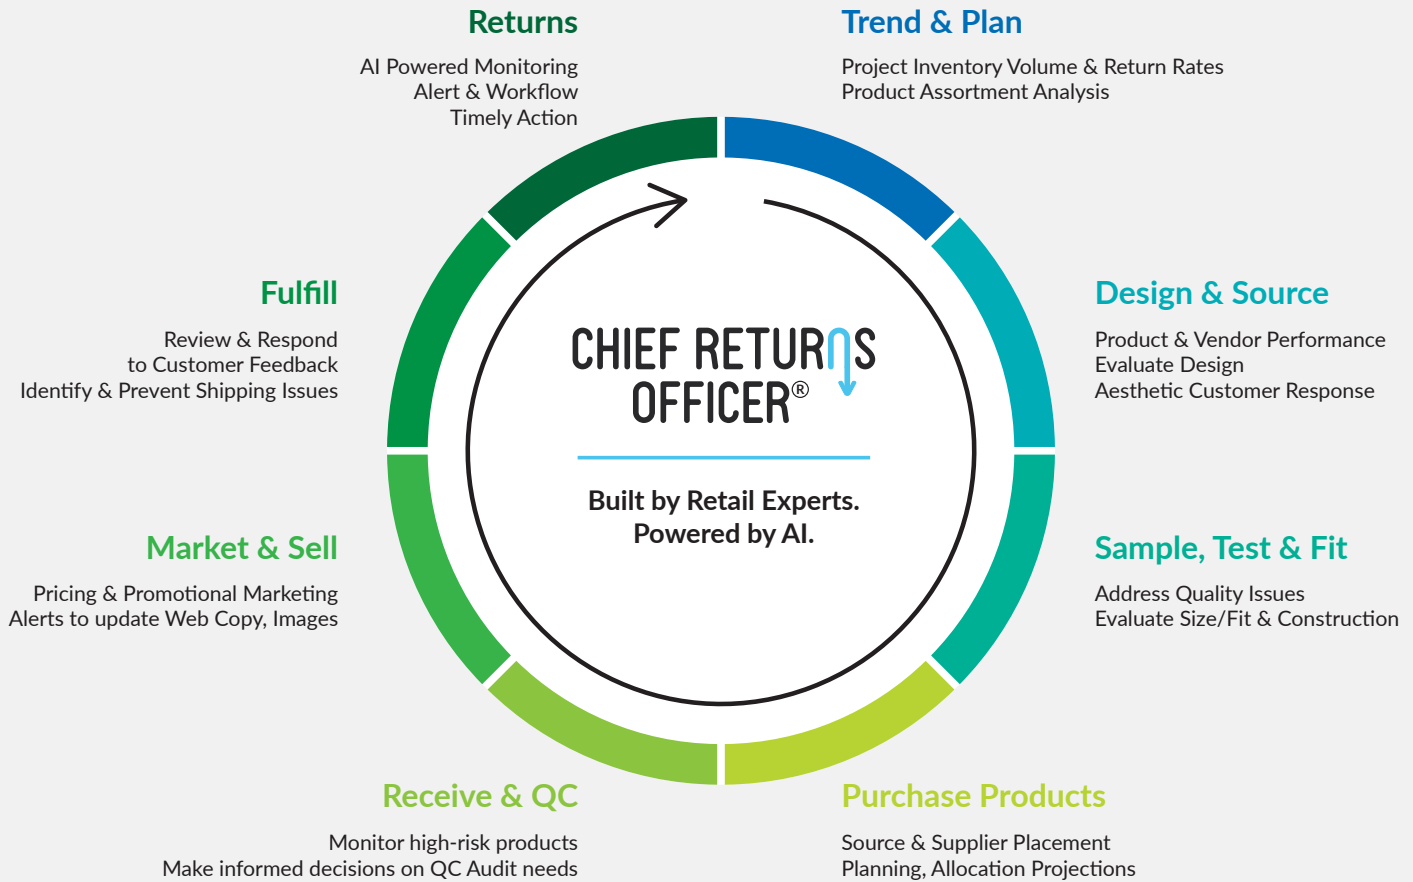 Returns
AI Powered Monitoring
Alert & Workflow
Timely Action
Trend & Plan
Project Inventory Volume & Return Rates
Product Assortment Analysis
Fulfill
Review & Respond
to Customer Feedback
Identify & Prevent Shipping Issues
Design & Source
Product & Vendor Performance
Evaluate Design
Aesthetic Customer Response
CHIEF RETURNS
OFFICER®
Built by Retail Experts.
Powered by AI.
Market & Sell
Pricing & Promotional Marketing
Alerts to update Web Copy, Images
Sample, Test & Fit
Address Quality Issues
Evaluate Size/Fit & Construction
Receive & QC
Monitor high-risk products
Make informed decisions on QC Audit needs
Purchase Products
Source & Supplier Placement
Planning, Allocation Projections